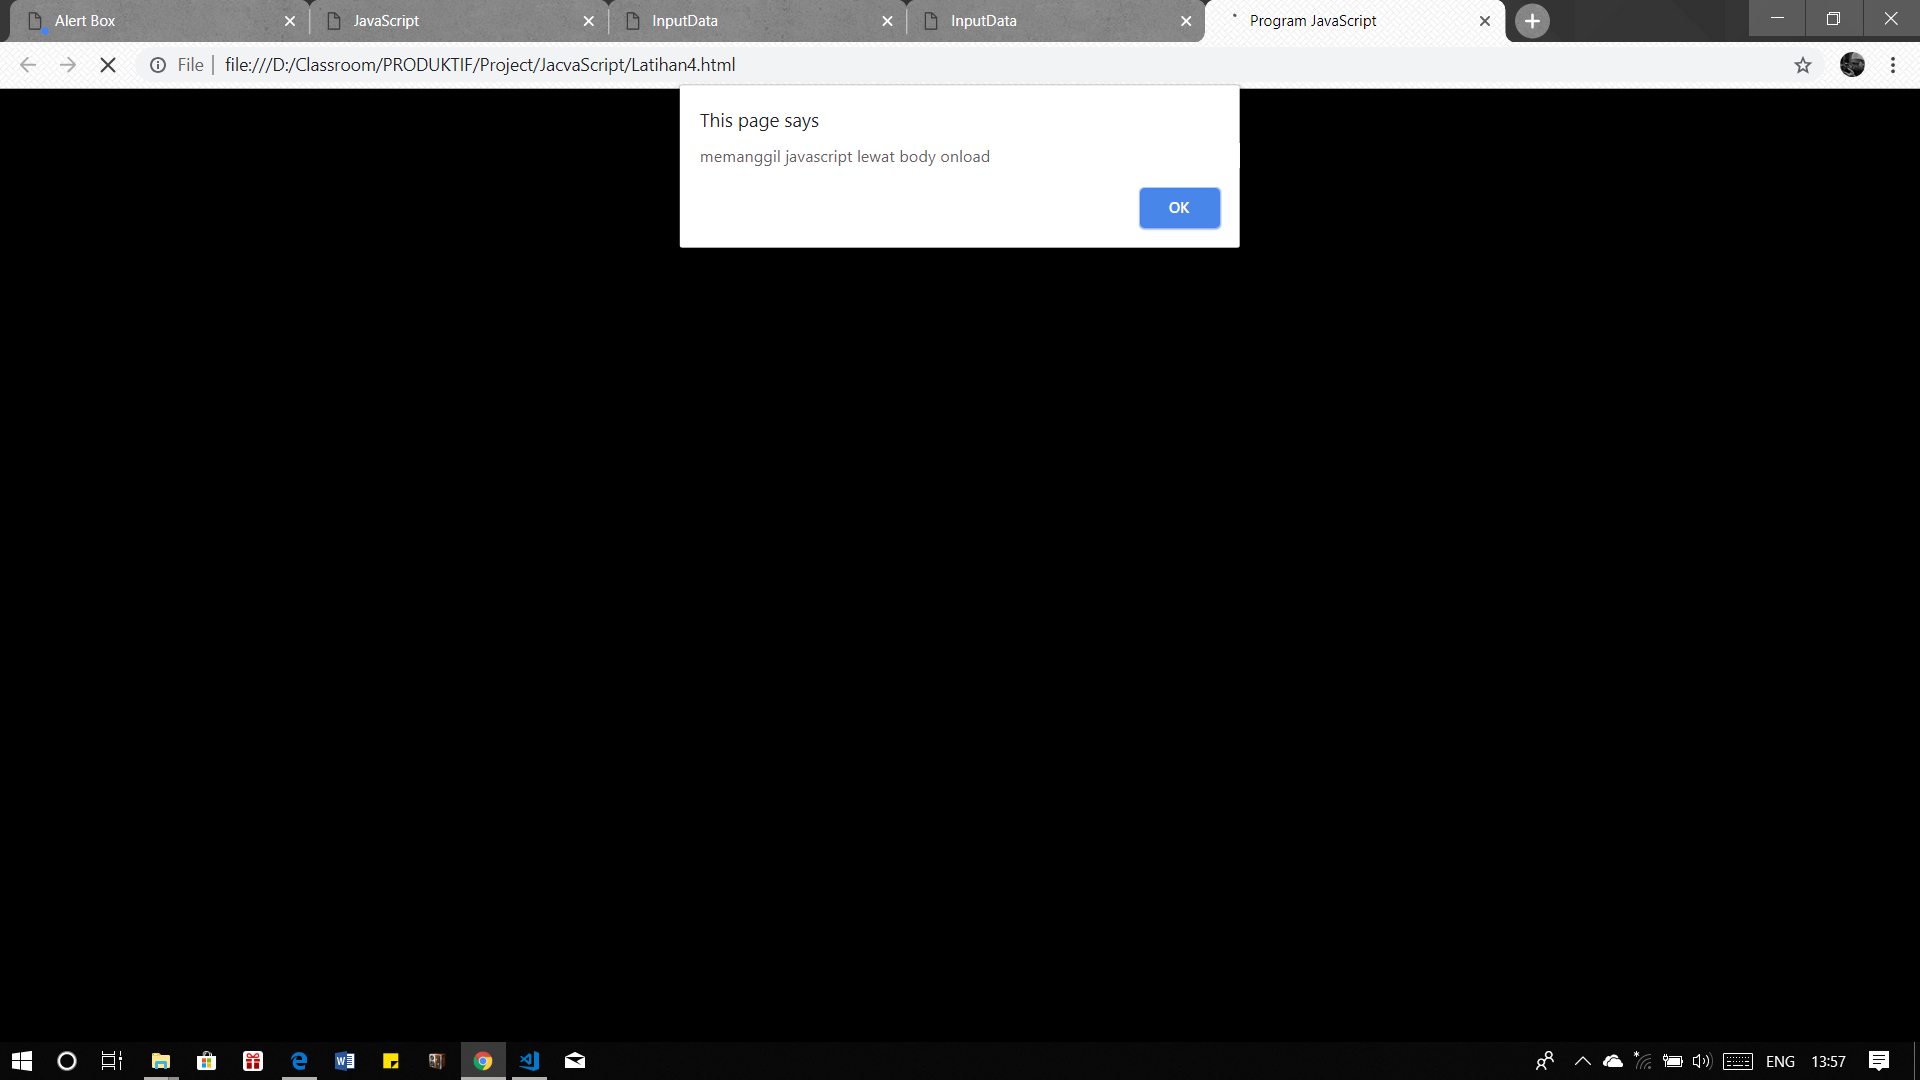 Alert Box
JavaScript
InputData
InputData
Program JavaScript
File
file:///D:/Classroom/PRODUKTIF/Project/JacvaScript/Latihan4.html
This page says
memanggil javascript lewat body onload
OK
ENG
13:57